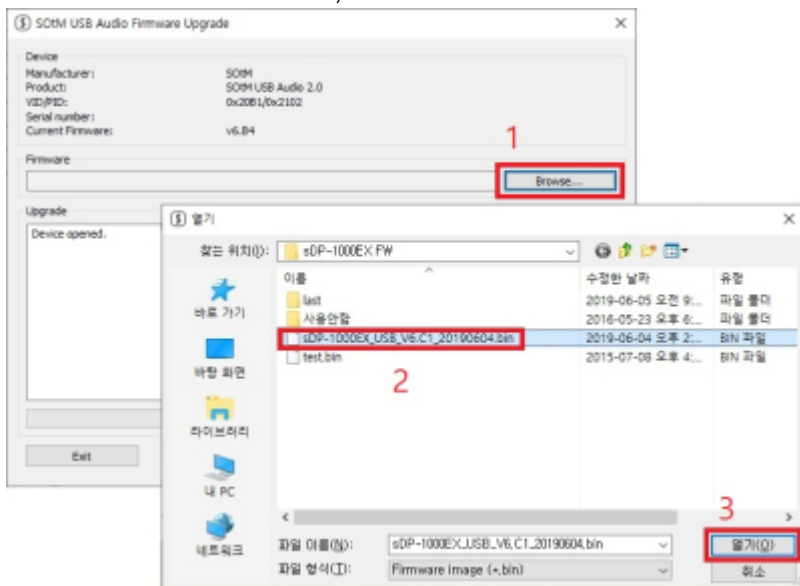 SOtM USB Audio Firmware Upgrade
Device
Manufacturer: SOtM
Product: SOtM USB Audio 2.0
VID/PID: 0x20B1/0x2102
Serial number:
Current Firmware: v6.B4
1
Firmware
Browse...
Upgrade
Device opened.
Exit
열기
찾는 위치(I): sDP-1000EX FW
이름 수정한 날짜 유형
last 2019-06-05 오전 9:... 파일 폴더
사용안함 2016-05-23 오후 6:... 파일 폴더
sDP-1000EX_USB_V6.C1_20190604.bin 2019-06-04 오후 2:... BIN 파일
test.bin 2015-07-08 오후 4:... BIN 파일
2
바로 가기
바탕 화면
라이브러리
내 PC
네트워크
3
파일 이름(N): sDP-1000EX_USB_V6.C1_20190604.bin 열기(O)
파일 형식(T): Firmware image (*.bin) 취소